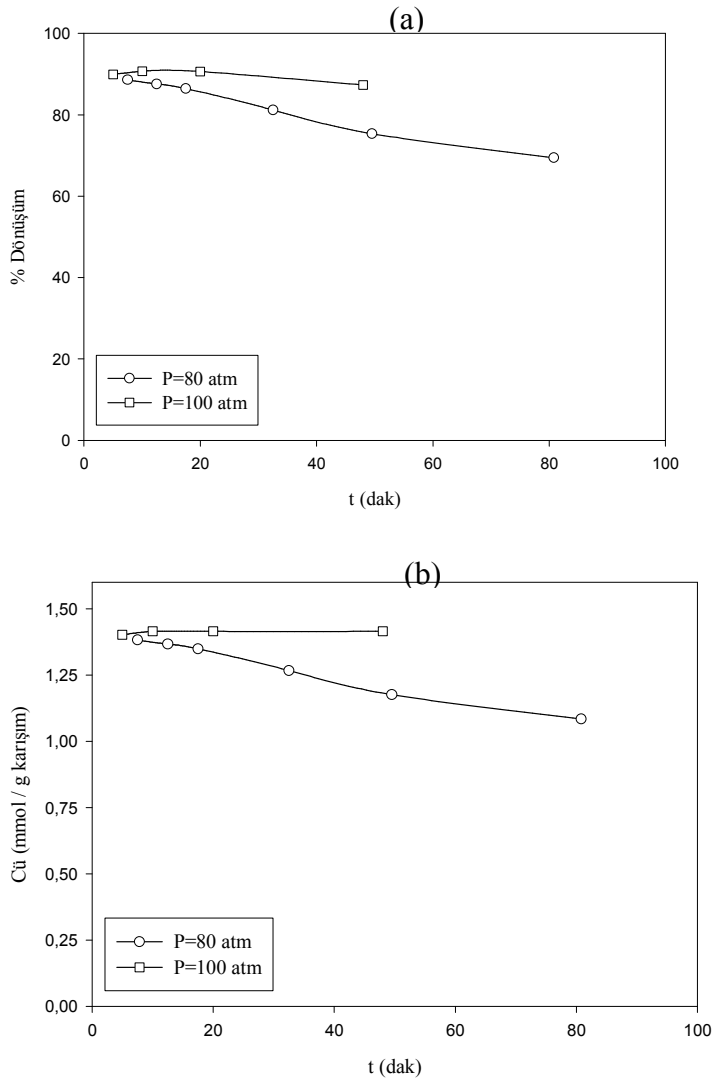 (a)
100
80
60
40
20
0
% Dönüşüm
P=80 atm
P=100 atm
0 20 40 60 80 100
t (dak)
(b)
1,50
1,25
1,00
0,75
0,50
0,25
0,00
Cü (mmol / g karışım)
P=80 atm
P=100 atm
0 20 40 60 80 100
t (dak)